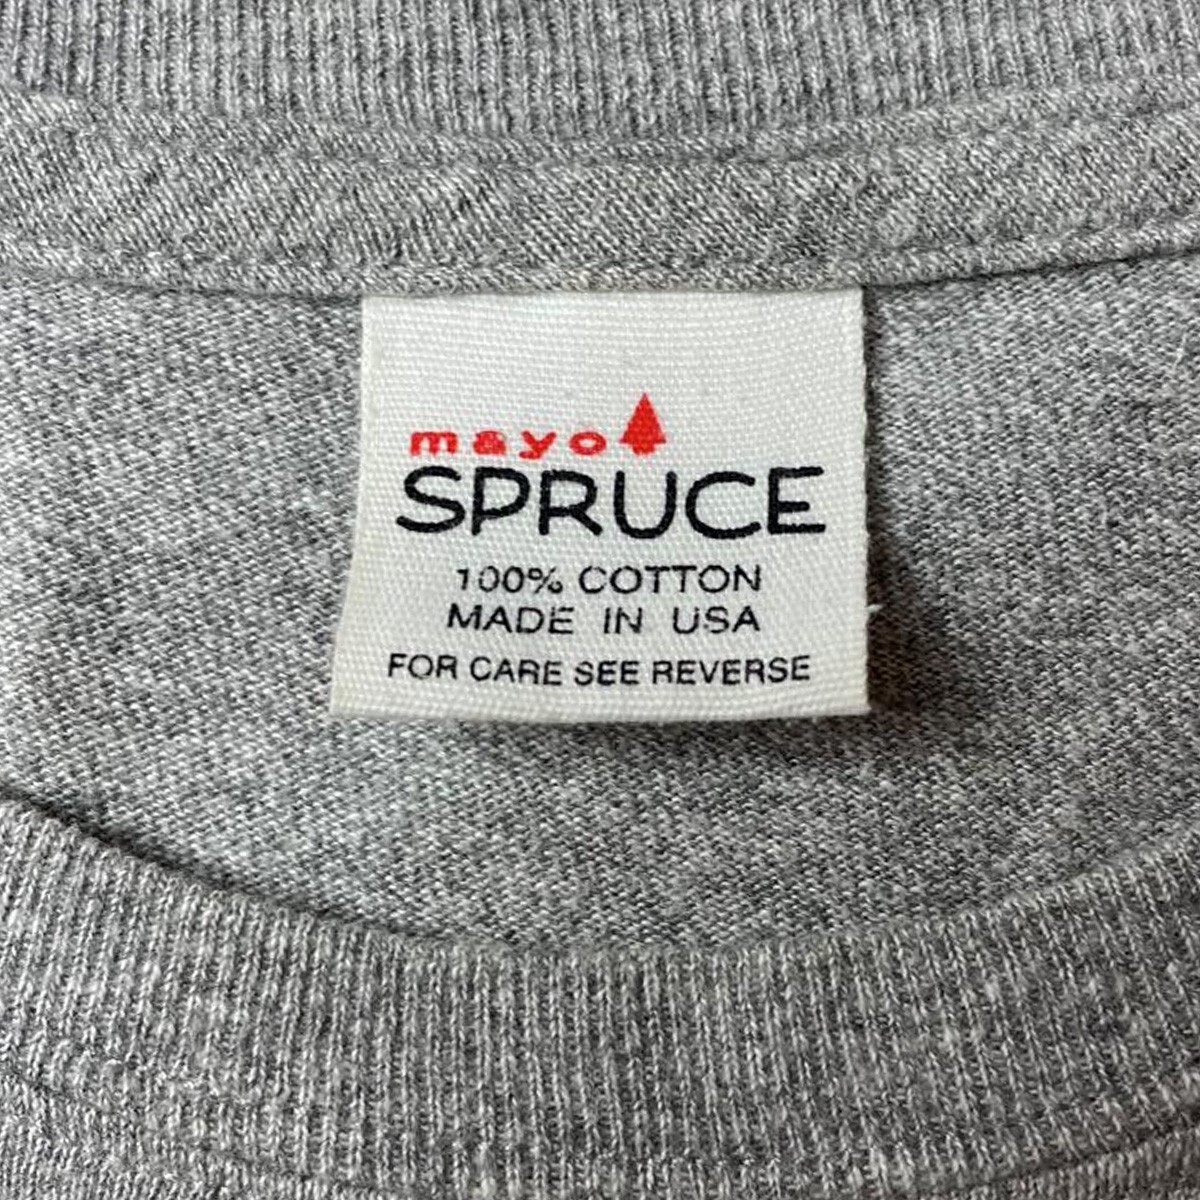 mayo
SPRUCE
100% COTTON
MADE IN USA
FOR CARE SEE REVERSE